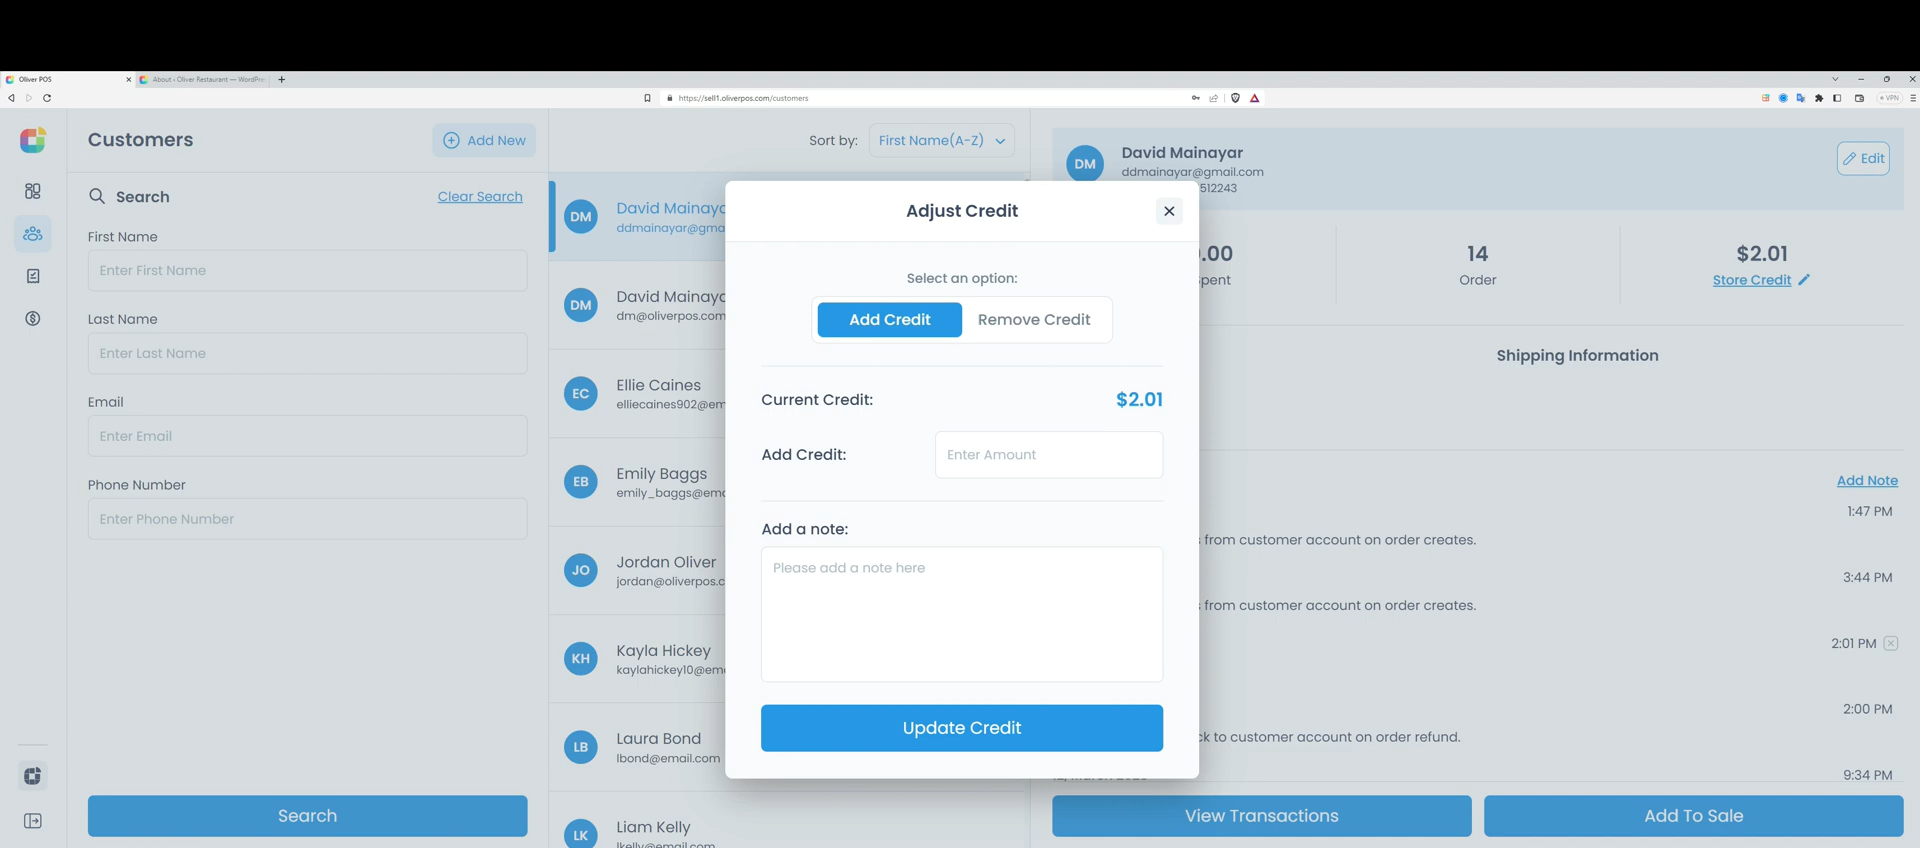 Oliver POS
About ‹ Oliver Restaurant — WordPre
https://sell1.oliverpos.com/customers
VPN
Customers
Add New
Search
Clear Search
First Name
Enter First Name
Last Name
Enter Last Name
Email
Enter Email
Phone Number
Enter Phone Number
Search
Sort by:
First Name(A-Z)
DM
David Mainayc
ddmainayar@gma
DM
David Mainayc
dm@oliverpos.com
EC
Ellie Caines
elliecaines902@em
EB
Emily Baggs
emily_baggs@ema
JO
Jordan Oliver
jordan@oliverpos.c
KH
Kayla Hickey
kaylahickey10@em
LB
Laura Bond
lbond@email.com
LK
Liam Kelly
lkelly@email.com
Adjust Credit
Select an option:
Add Credit
Remove Credit
Current Credit:
$2.01
Add Credit:
Enter Amount
Add a note:
Please add a note here
Update Credit
DM
David Mainayar
ddmainayar@gmail.com
512243
Edit
.00
pent
14
Order
$2.01
Store Credit
Shipping Information
Add Note
1:47 PM
from customer account on order creates.
3:44 PM
from customer account on order creates.
2:01 PM
2:00 PM
ck to customer account on order refund.
9:34 PM
View Transactions
Add To Sale